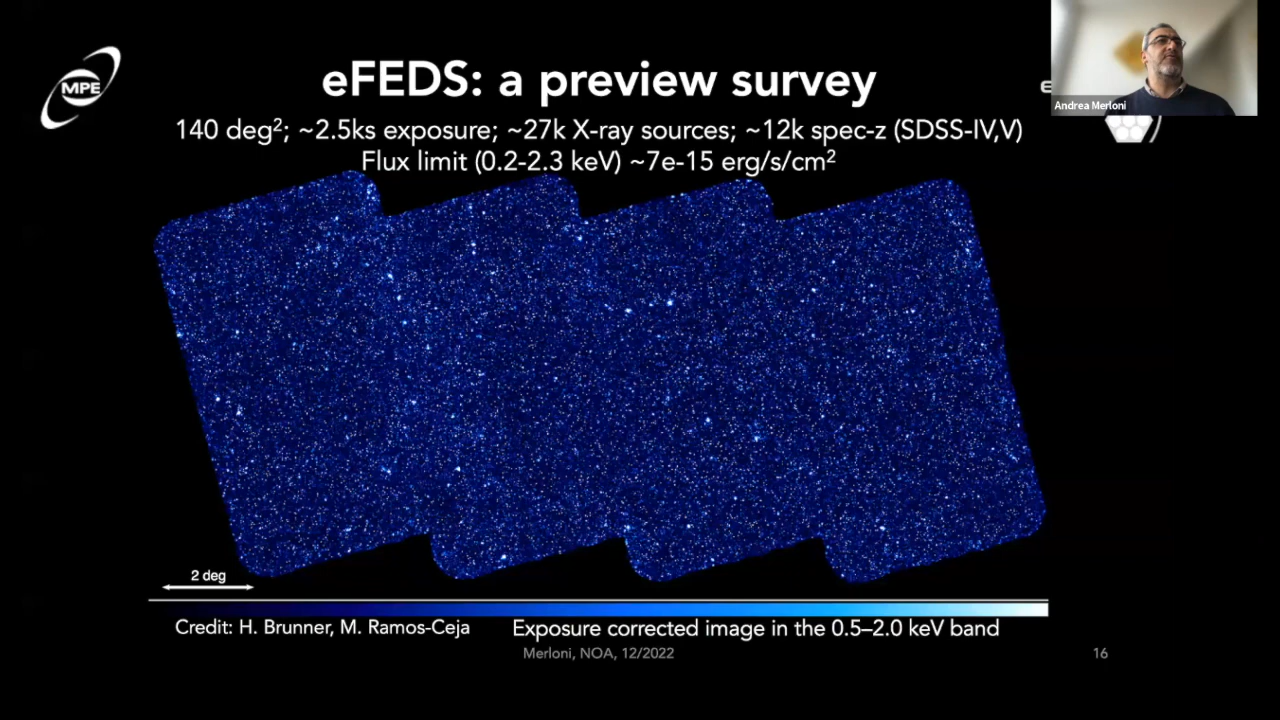 MPE
eFEDS: a preview survey
e
Andrea Merloni
140 deg²; ~2.5ks exposure; ~27k X-ray sources; ~12k spec-z (SDSS-IV,V)
Flux limit (0.2-2.3 keV) ~7e-15 erg/s/cm²
2 deg
Credit: H. Brunner, M. Ramos-Ceja
Exposure corrected image in the 0.5–2.0 keV band
Merloni, NOA, 12/2022
16